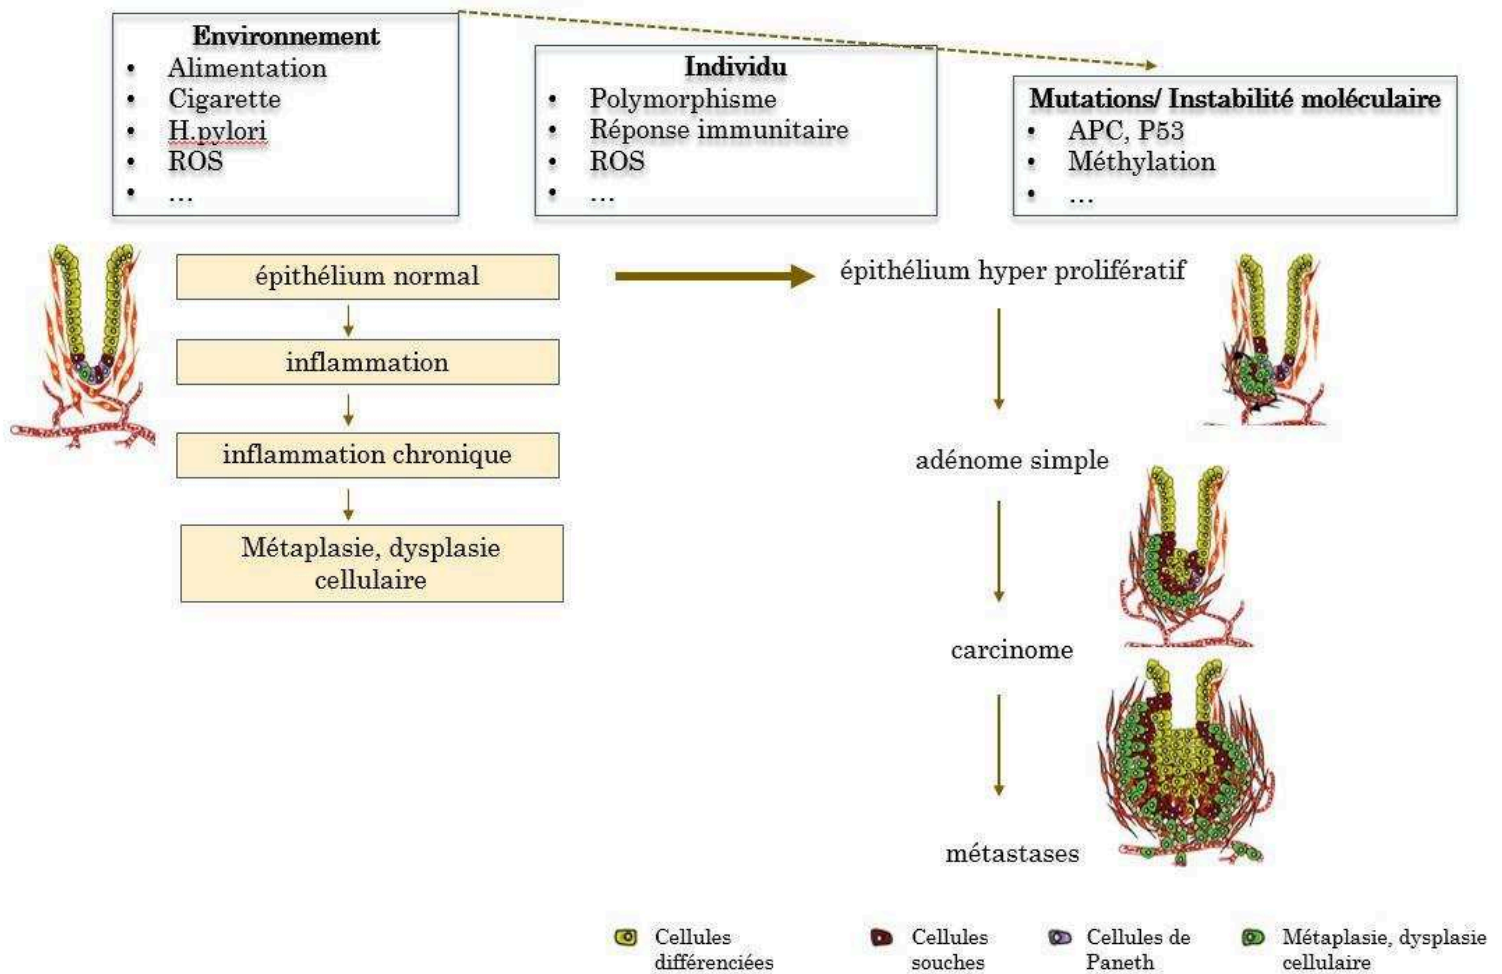 Environnement
• Alimentation
• Cigarette
• H.pylori
• ROS
• ...
Individu
• Polymorphisme
• Réponse immunitaire
• ROS
• ...
Mutations/ Instabilité moléculaire
• APC, P53
• Méthylation
• ...
épithélium normal
inflammation
inflammation chronique
Métaplasie, dysplasie
cellulaire
épithélium hyper prolifératif
adénome simple
carcinome
métastases
Cellules
différenciées
Cellules
souches
Cellules de
Paneth
Métaplasie, dysplasie
cellulaire